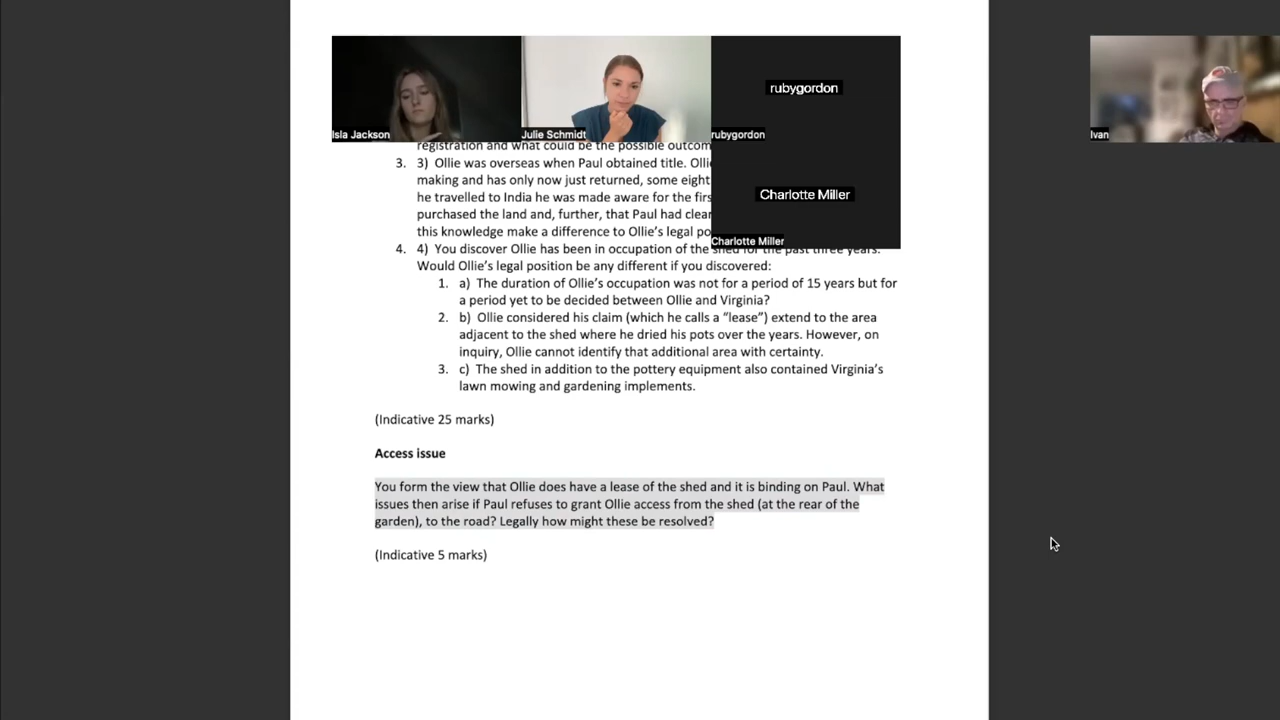 rubygordon
Isla Jackson
Julie Schmidt
rubygordon
Ivan
registration and what could be the possible outcom
3. 3) Ollie was overseas when Paul obtained title. Olli
making and has only now just returned, some eight
Charlotte Miller
he travelled to India he was made aware for the firs
purchased the land and, further, that Paul had clear
this knowledge make a difference to Ollie's legal po
Charlotte Miller
4. 4) You discover Ollie has been in occupation of the shed for the past three years.
Would Ollie's legal position be any different if you discovered:
1. a) The duration of Ollie's occupation was not for a period of 15 years but for
a period yet to be decided between Ollie and Virginia?
2. b) Ollie considered his claim (which he calls a "lease") extend to the area
adjacent to the shed where he dried his pots over the years. However, on
inquiry, Ollie cannot identify that additional area with certainty.
3. c) The shed in addition to the pottery equipment also contained Virginia's
lawn mowing and gardening implements.
(Indicative 25 marks)
Access issue
You form the view that Ollie does have a lease of the shed and it is binding on Paul. What
issues then arise if Paul refuses to grant Ollie access from the shed (at the rear of the
garden), to the road? Legally how might these be resolved?
(Indicative 5 marks)